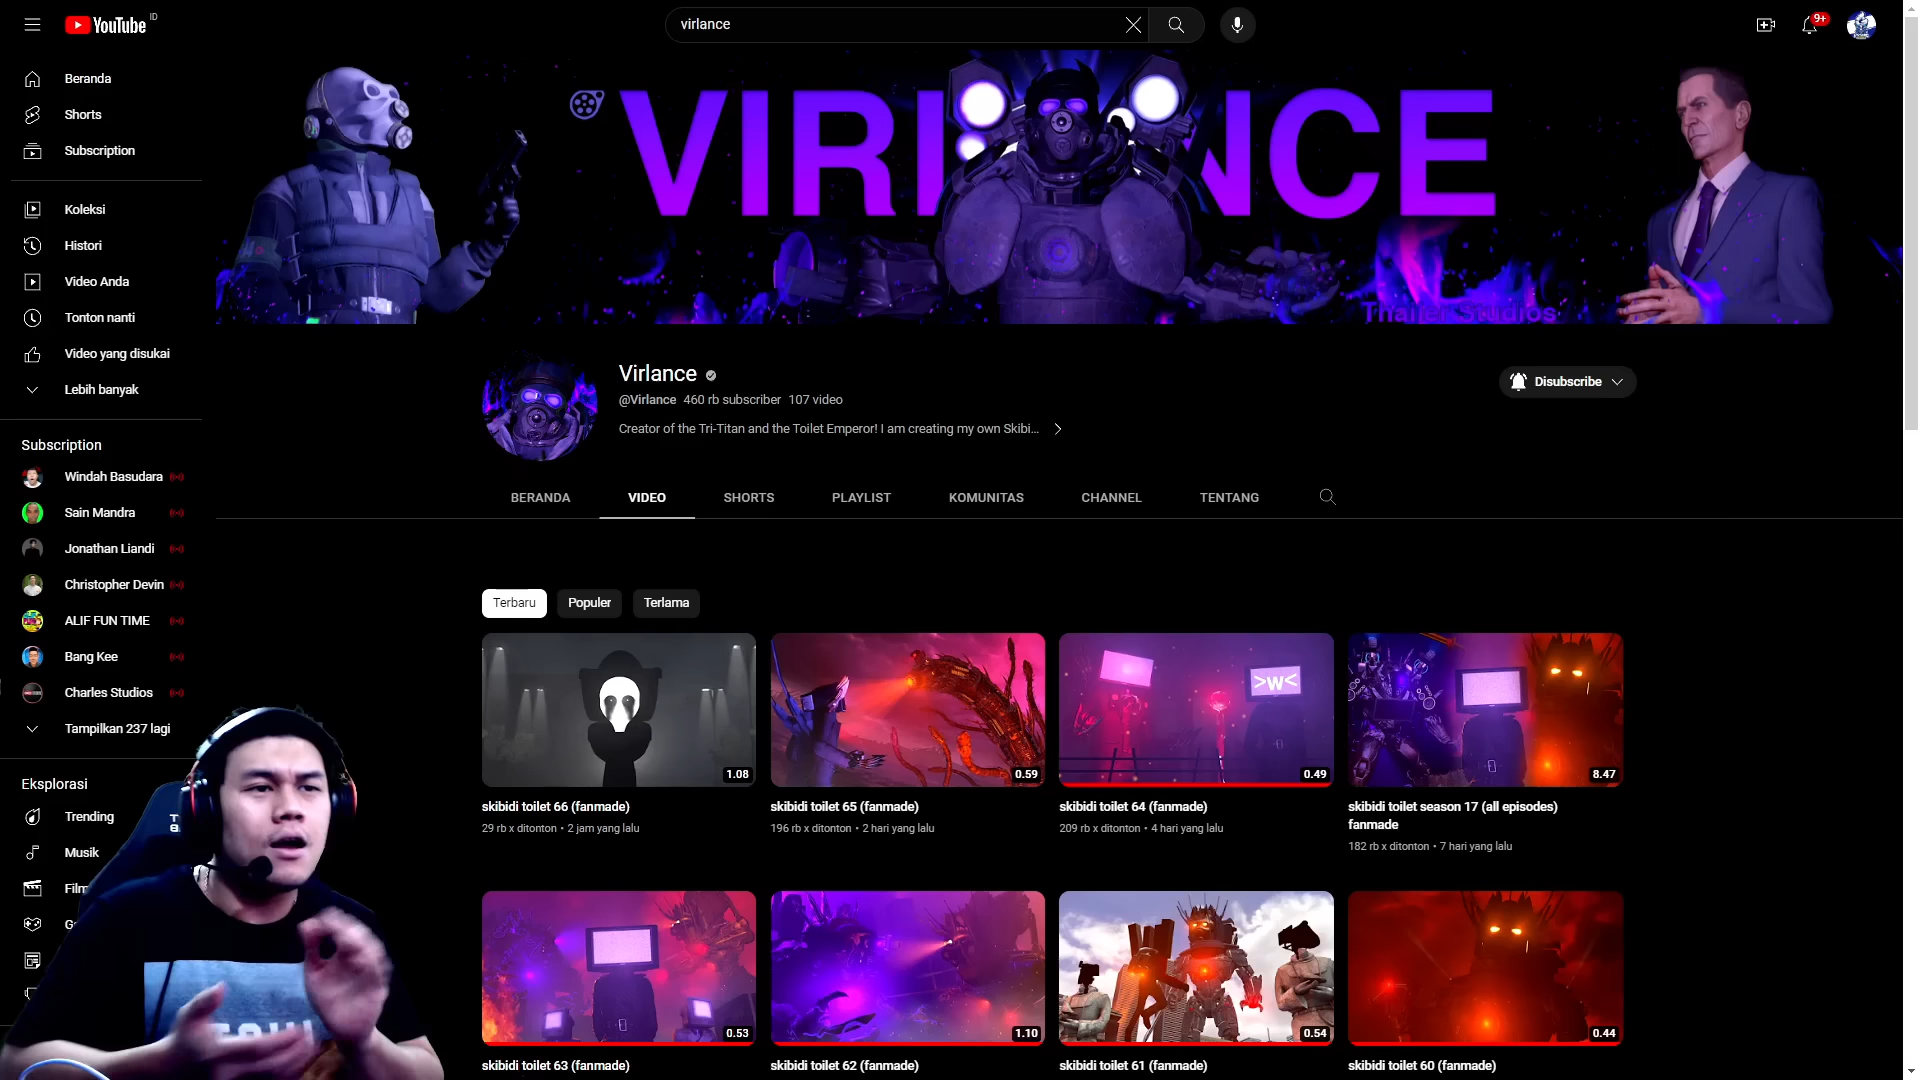 YouTube ID
virlance
9+
Beranda
Shorts
Subscription
Koleksi
Histori
Video Anda
Tonton nanti
Video yang disukai
Lebih banyak
Subscription
Windah Basudara
Sain Mandra
Jonathan Liandi
Christopher Devin
ALIF FUN TIME
Bang Kee
Charles Studios
Tampilkan 237 lagi
Eksplorasi
Trending
Musik
Film
Thailer Studios
Virlance
@Virlance 460 rb subscriber 107 video
Creator of the Tri-Titan and the Toilet Emperor! I am creating my own Skibi...
Disubscribe
BERANDA
VIDEO
SHORTS
PLAYLIST
KOMUNITAS
CHANNEL
TENTANG
Terbaru
Populer
Terlama
1.08
skibidi toilet 66 (fanmade)
29 rb x ditonton • 2 jam yang lalu
0.59
skibidi toilet 65 (fanmade)
196 rb x ditonton • 2 hari yang lalu
>w<
0.49
skibidi toilet 64 (fanmade)
209 rb x ditonton • 4 hari yang lalu
8.47
skibidi toilet season 17 (all episodes)
fanmade
182 rb x ditonton • 7 hari yang lalu
0.53
skibidi toilet 63 (fanmade)
1.10
skibidi toilet 62 (fanmade)
0.54
skibidi toilet 61 (fanmade)
0.44
skibidi toilet 60 (fanmade)